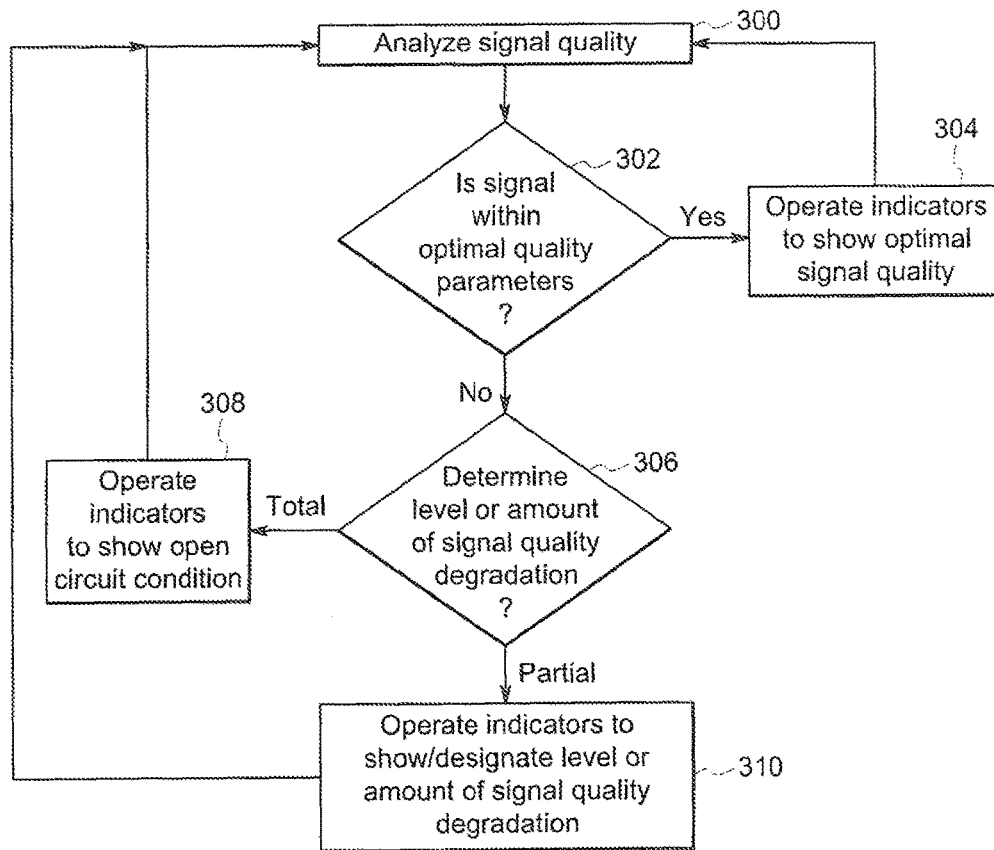 300
Analyze signal quality
302
Is signal
within
optimal quality
parameters
?
Yes
304
Operate indicators
to show optimal
signal quality
No
308
Operate
indicators
to show open
circuit condition
Total
306
Determine
level or amount
of signal quality
degradation
?
Partial
Operate indicators to
show/designate level or
amount of signal quality
degradation
310